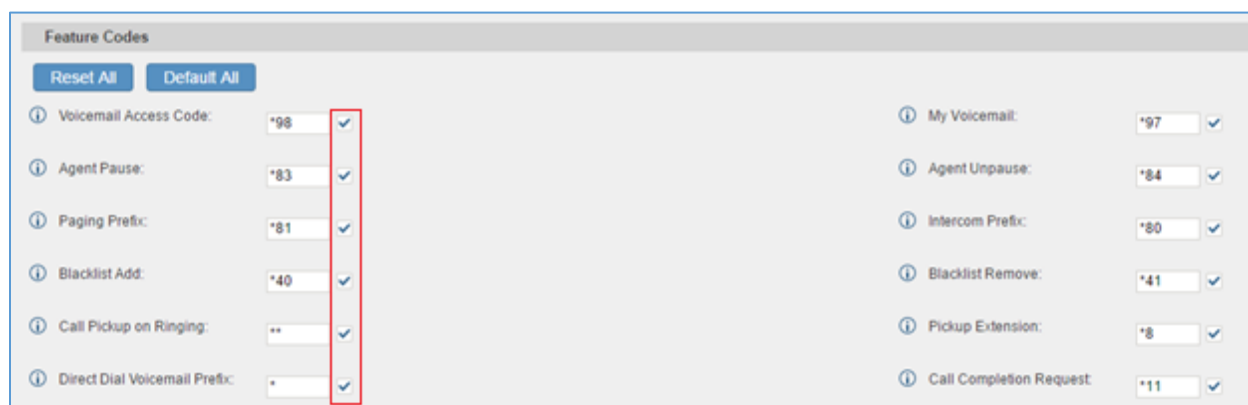 Feature Codes
Reset All Default All
Voicemail Access Code: *98 My Voicemail: *97
Agent Pause: *83 Agent Unpause: *84
Paging Prefix: *81 Intercom Prefix: *80
Blacklist Add: *40 Blacklist Remove: *41
Call Pickup on Ringing: ** Pickup Extension: *8
Direct Dial Voicemail Prefix: * Call Completion Request: *11